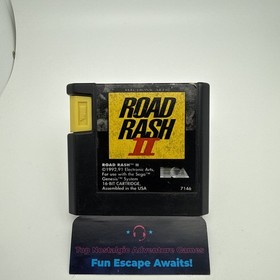 ROAD
RASH
II
ROAD RASH™ II
©1992, 91 Electronic Arts.
For use with the Sega™
Genesis™ System
16-BIT CARTRIDGE.
Assembled in the USA
EA
7146
Top Nostalgic Adventure Games
Fun Escape Awaits!